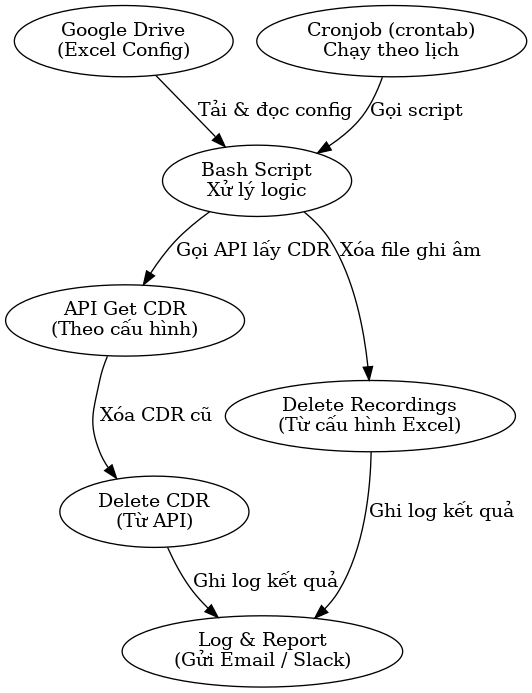 Google Drive
(Excel Config)
Cronjob (crontab)
Chạy theo lịch
Tải & đọc config
Gọi script
Bash Script
Xử lý logic
Gọi API lấy CDR
Xóa file ghi âm
API Get CDR
(Theo cấu hình)
Delete Recordings
(Từ cấu hình Excel)
Xóa CDR cũ
Delete CDR
(Từ API)
Ghi log kết quả
Ghi log kết quả
Log & Report
(Gửi Email / Slack)